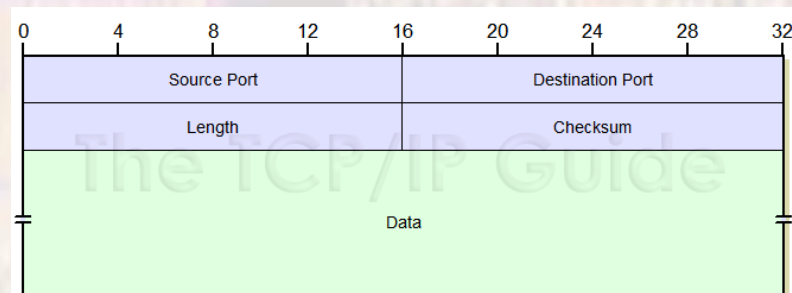 0 4 8 12 16 20 24 28 32
Source Port Destination Port
Length Checksum
The TCP/IP Guide
Data